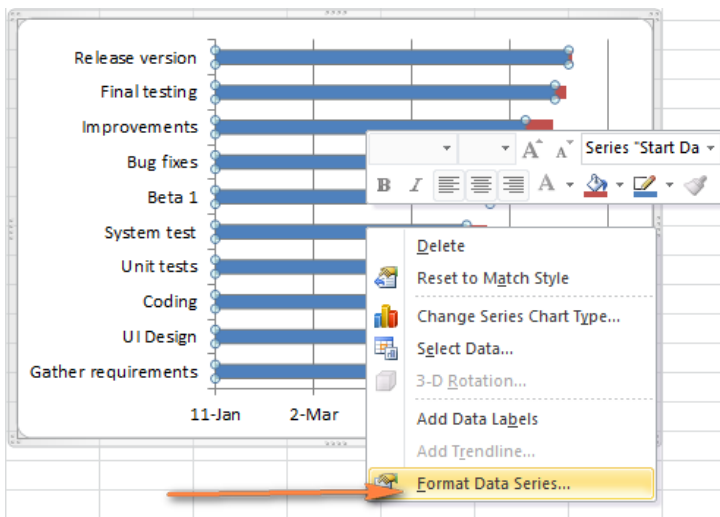 Release version
Final testing
Improvements
A A Series "Start Da
Bug fixes
B I A
Beta 1
System test
Delete
Unit tests
Reset to Match Style
Coding
Change Series Chart Type...
UI Design
Select Data...
Gather requirements
3-D Rotation...
11-Jan 2-Mar
Add Data Labels
Add Trendline...
Format Data Series...